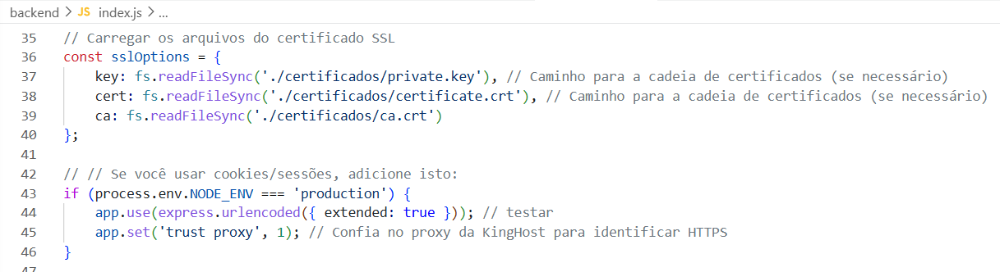 backend > JS index.js > ...
35 // Carregar os arquivos do certificado SSL
36 const sslOptions = {
37     key: fs.readFileSync('./certificados/private.key'), // Caminho para a cadeia de certificados (se necessário)
38     cert: fs.readFileSync('./certificados/certificate.crt'), // Caminho para a cadeia de certificados (se necessário)
39     ca: fs.readFileSync('./certificados/ca.crt')
40 };
41
42 // // Se você usar cookies/sessões, adicione isto:
43 if (process.env.NODE_ENV === 'production') {
44     app.use(express.urlencoded({ extended: true })); // testar
45     app.set('trust proxy', 1); // Confia no proxy da KingHost para identificar HTTPS
46 }
47